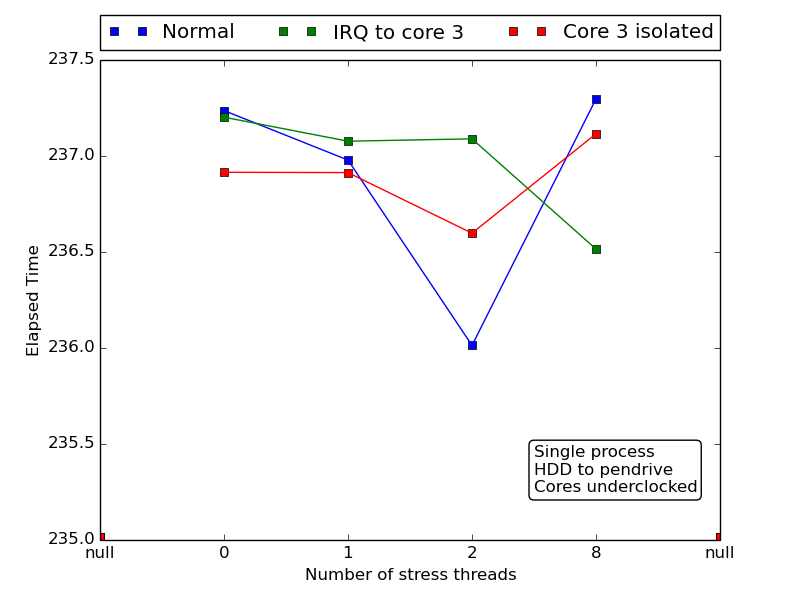 Normal IRQ to core 3 Core 3 isolated
237.5
237.0
236.5
236.0
235.5
235.0
Elapsed Time
Single process
HDD to pendrive
Cores underclocked
null 0 1 2 8 null
Number of stress threads